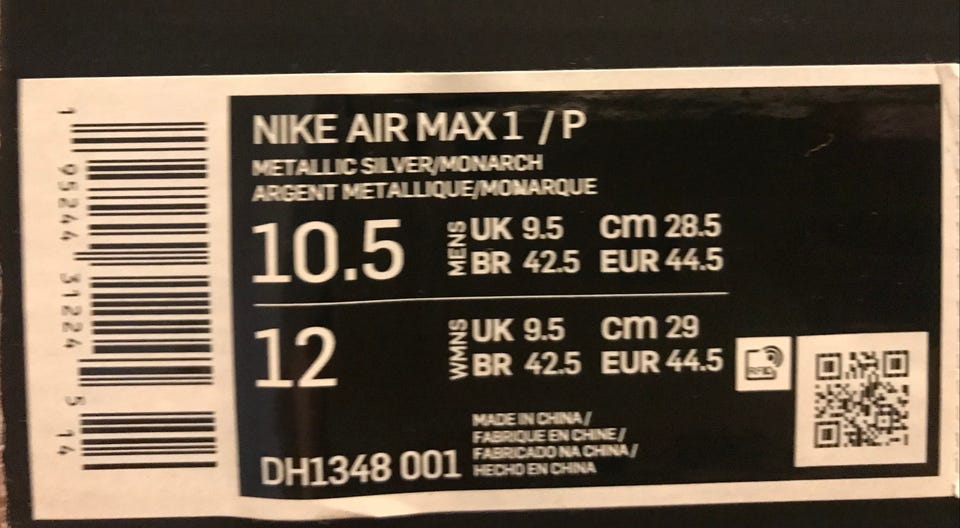 NIKE AIR MAX 1 / P
METALLIC SILVER/MONARCH
ARGENT METALLIQUE/MONARQUE
10.5 MENS UK 9.5 cm 28.5
BR 42.5 EUR 44.5
12 WMNS UK 9.5 cm 29
BR 42.5 EUR 44.5
RFID
MADE IN CHINA /
FABRIQUE EN CHINE /
FABRICADO NA CHINA /
HECHO EN CHINA
DH1348 001
1 95244 31224 5 14